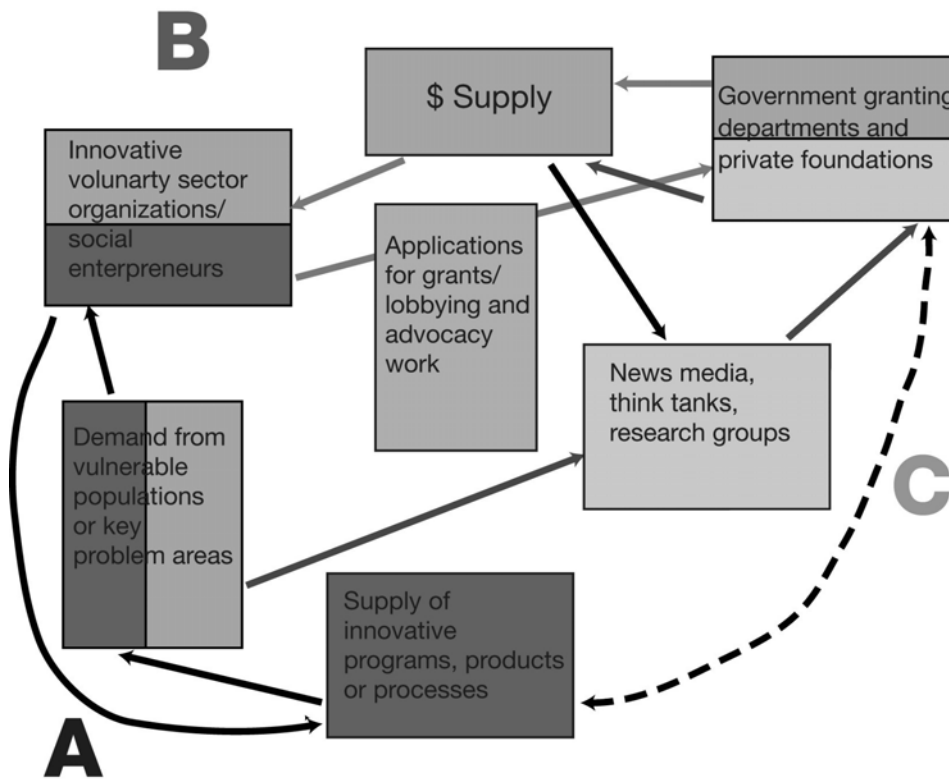 B
$ Supply
Government granting
departments and
private foundations
Innovative
volunarty sector
organizations/
social
enterpreneurs
Applications
for grants/
lobbying and
advocacy
work
News media,
think tanks,
research groups
Demand from
vulnerable
populations
or key
problem areas
C
Supply of
innovative
programs, products
or processes
A